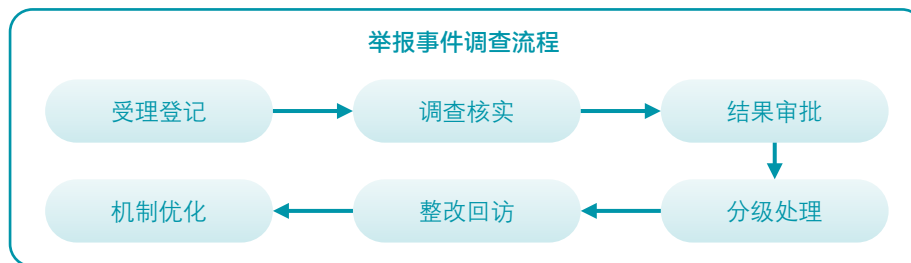 举报事件调查流程
受理登记
调查核实
结果审批
分级处理
整改回访
机制优化